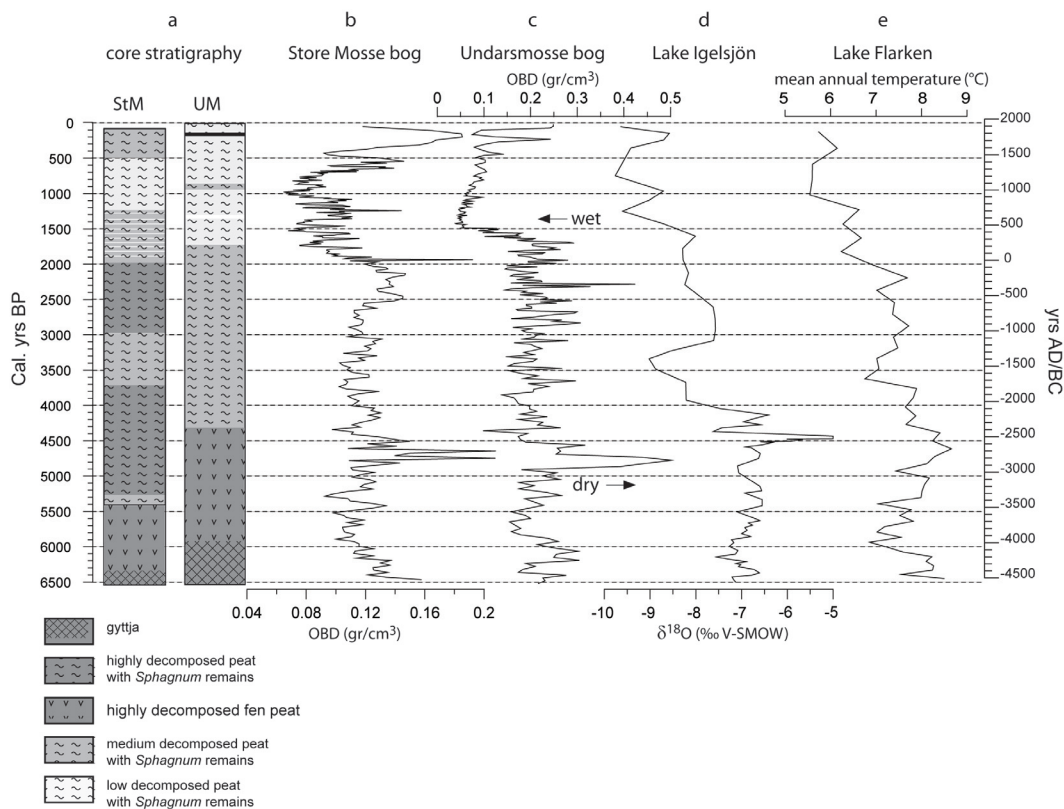 a b c d e
core stratigraphy Store Mosse bog Undarsmosse bog Lake Igelsjön Lake Flarken
OBD (gr/cm³) mean annual temperature (°C)
StM UM
0 0.1 0.2 0.3 0.4 0.5 5 6 7 8 9
Cal. yrs BP
0
500
1000
1500
2000
2500
3000
3500
4000
4500
5000
5500
6000
6500
wet
dry
2000
1500
1000
500
0
-500
-1000
-1500
-2000
-2500
-3000
-3500
-4000
-4500
yrs AD/BC
0.04 0.08 0.12 0.16 0.2 -10 -9 -8 -7 -6 -5
OBD (gr/cm³) δ¹⁸O (‰ V-SMOW)
gyttja
highly decomposed peat
with Sphagnum remains
highly decomposed fen peat
medium decomposed peat
with Sphagnum remains
low decomposed peat
with Sphagnum remains